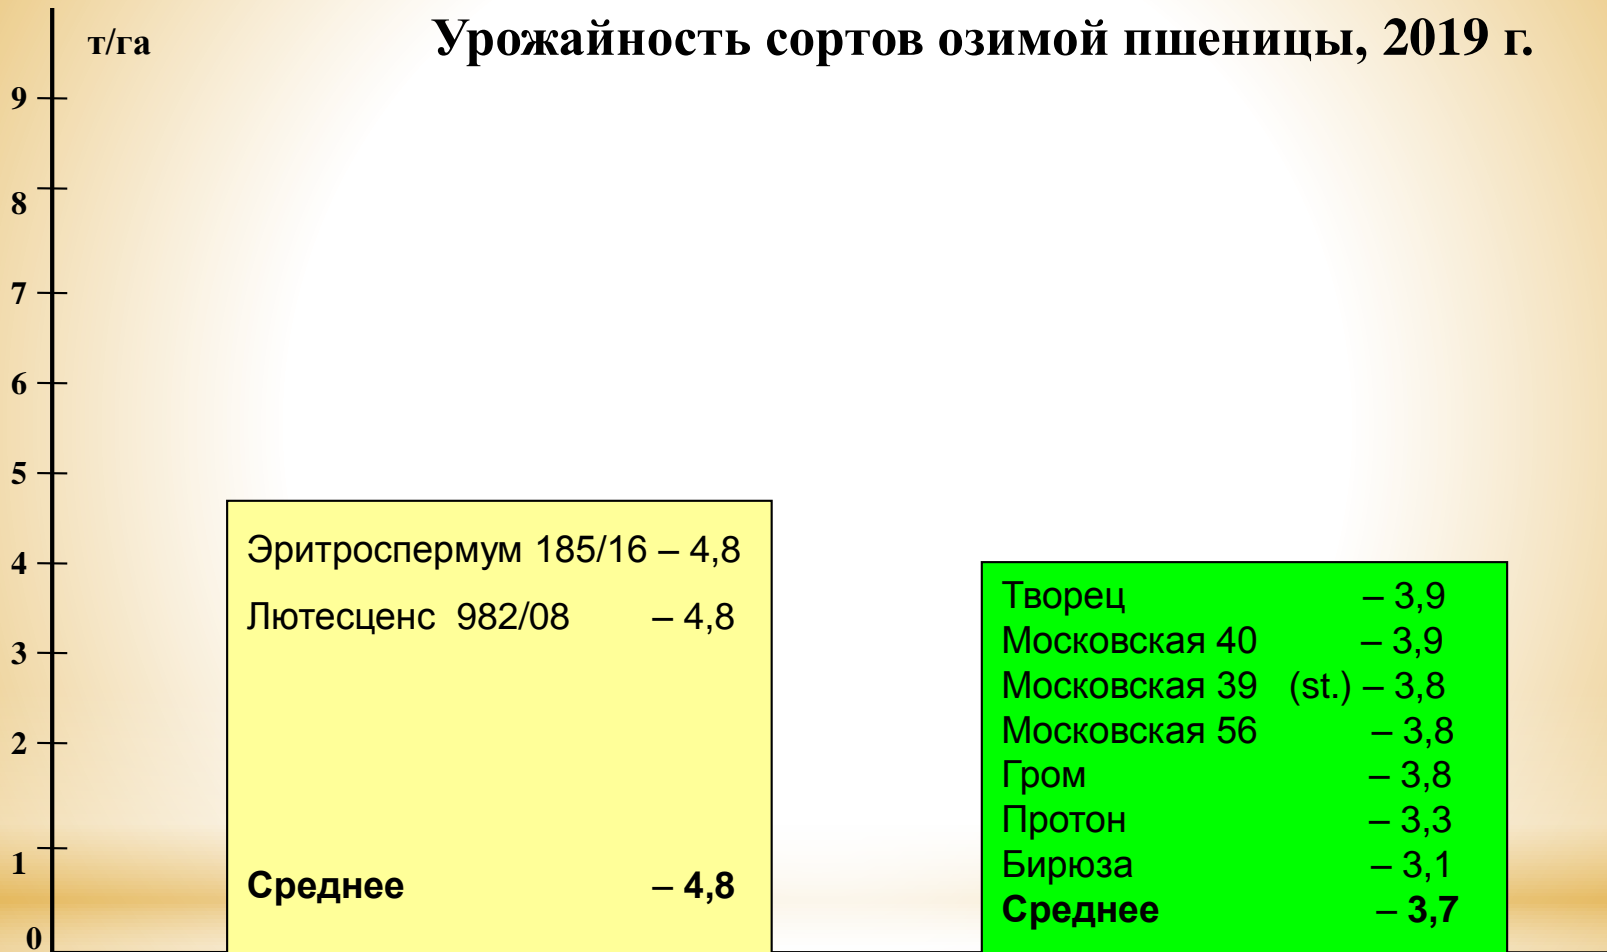 т/га
Урожайность сортов озимой пшеницы, 2019 г.
9
8
7
6
5
4
3
2
1
0
Эритроспермум 185/16 – 4,8
Лютесценс 982/08 – 4,8
Среднее – 4,8
Творец – 3,9
Московская 40 – 3,9
Московская 39 (st.) – 3,8
Московская 56 – 3,8
Гром – 3,8
Протон – 3,3
Бирюза – 3,1
Среднее – 3,7